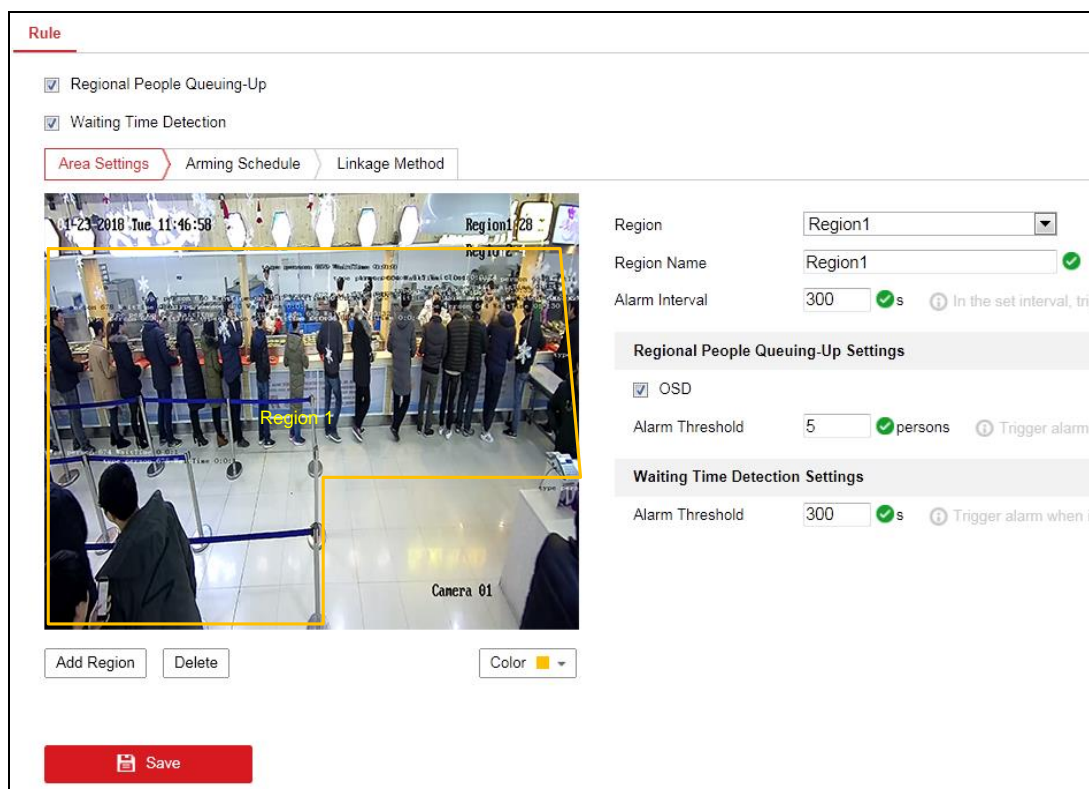 Rule
Regional People Queuing-Up
Waiting Time Detection
Area Settings Arming Schedule Linkage Method
1-23-2018 Tue 11:46:58
Region1 28
Region 1
Camera 01
Region Region1
Region Name Region1
Alarm Interval 300 s In the set interval, tri
Regional People Queuing-Up Settings
OSD
Alarm Threshold 5 persons Trigger alarm
Waiting Time Detection Settings
Alarm Threshold 300 s Trigger alarm when i
Add Region Delete Color
Save